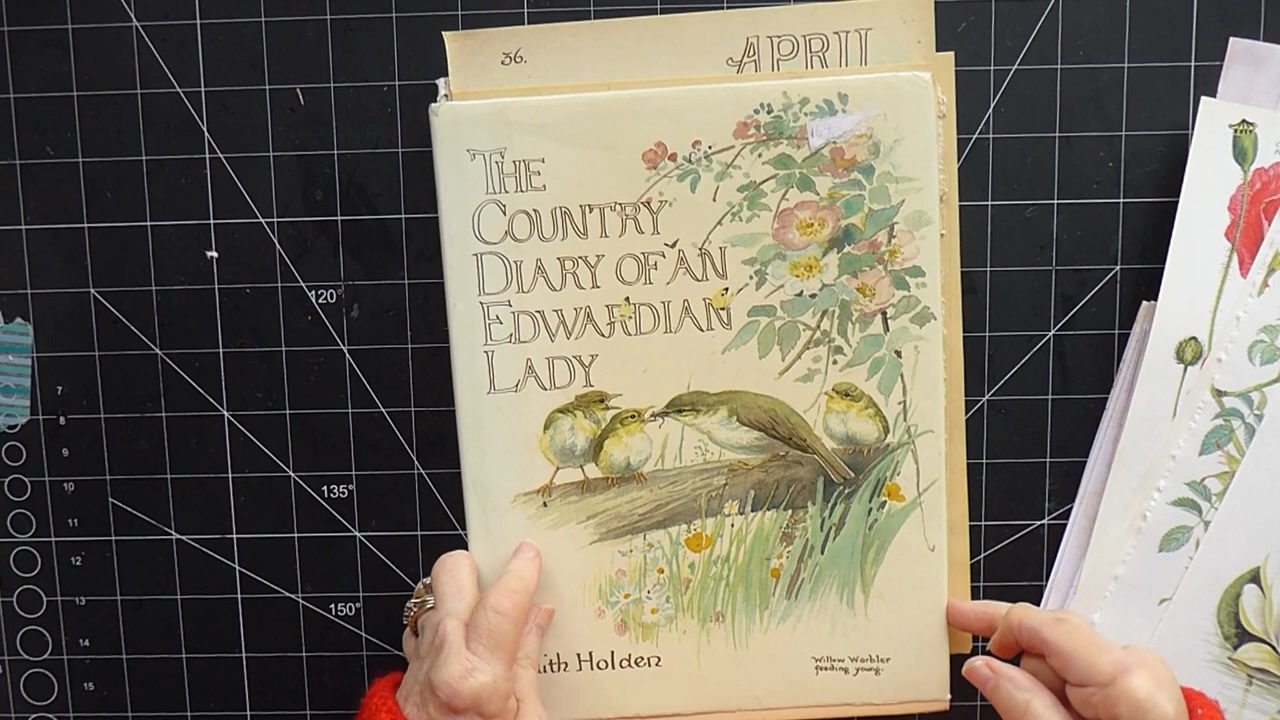 36.
APRIL
THE
COUNTRY
DIARY OF AN
EDWARDIAN
LADY
ith Holden
Willow Warbler
feeding young.
120°
135°
150°
7
8
9
10
11
12
13
14
15